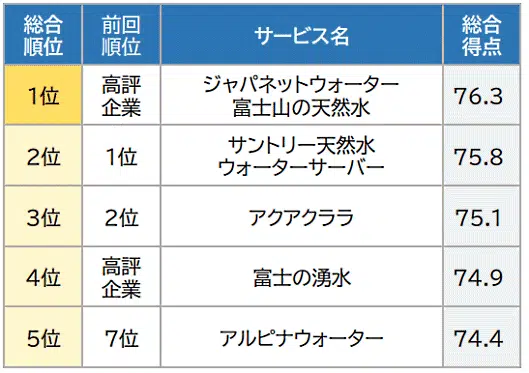 総合順位 前回順位 サービス名 総合得点
1位 高評企業 ジャパネットウォーター 富士山の天然水 76.3
2位 1位 サントリー天然水 ウォーターサーバー 75.8
3位 2位 アクアクララ 75.1
4位 高評企業 富士の湧水 74.9
5位 7位 アルピナウォーター 74.4